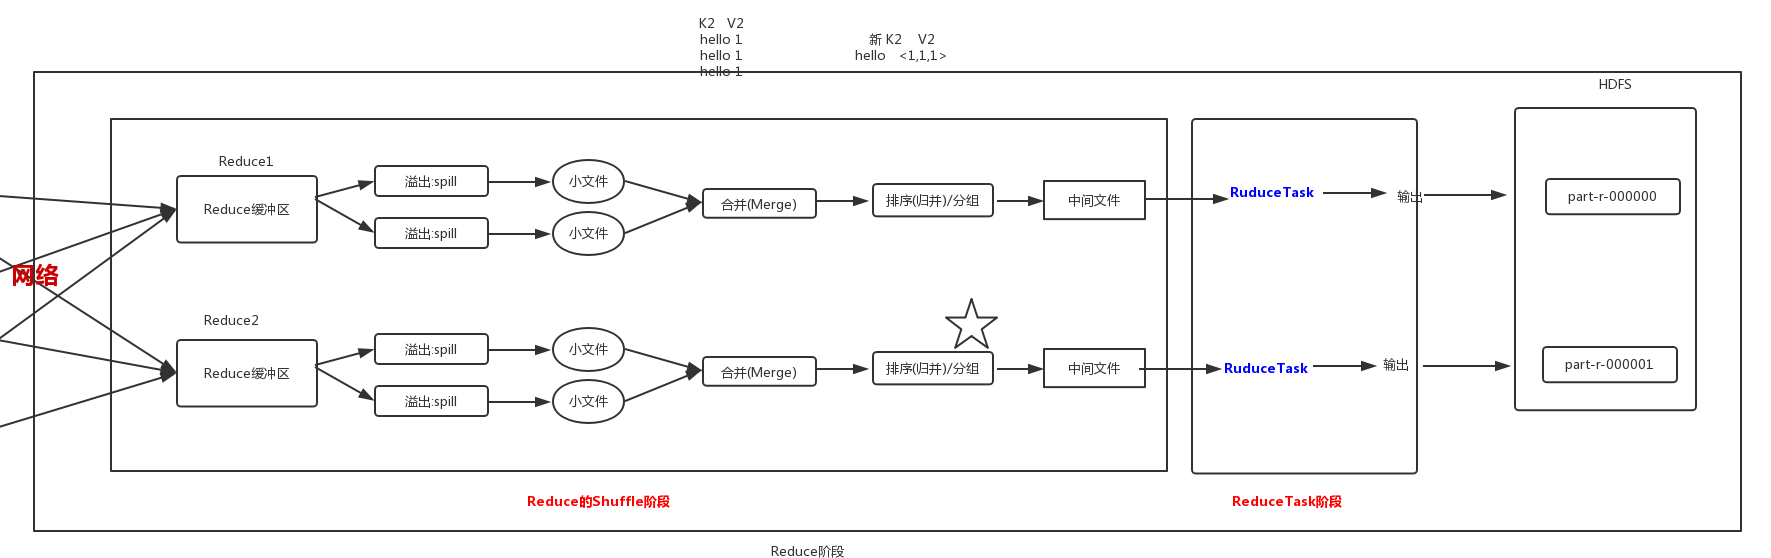 K2 V2
hello 1
hello 1
hello 1
新 K2 V2
hello <1,1,1>
HDFS
Reduce1
Reduce缓冲区
溢出:spill
溢出:spill
小文件
小文件
合并(Merge)
排序(归并)/分组
中间文件
RuduceTask
输出
part-r-000000
网络
Reduce2
Reduce缓冲区
溢出:spill
溢出:spill
小文件
小文件
合并(Merge)
排序(归并)/分组
中间文件
RuduceTask
输出
part-r-000001
Reduce的Shuffle阶段
ReduceTask阶段
Reduce阶段